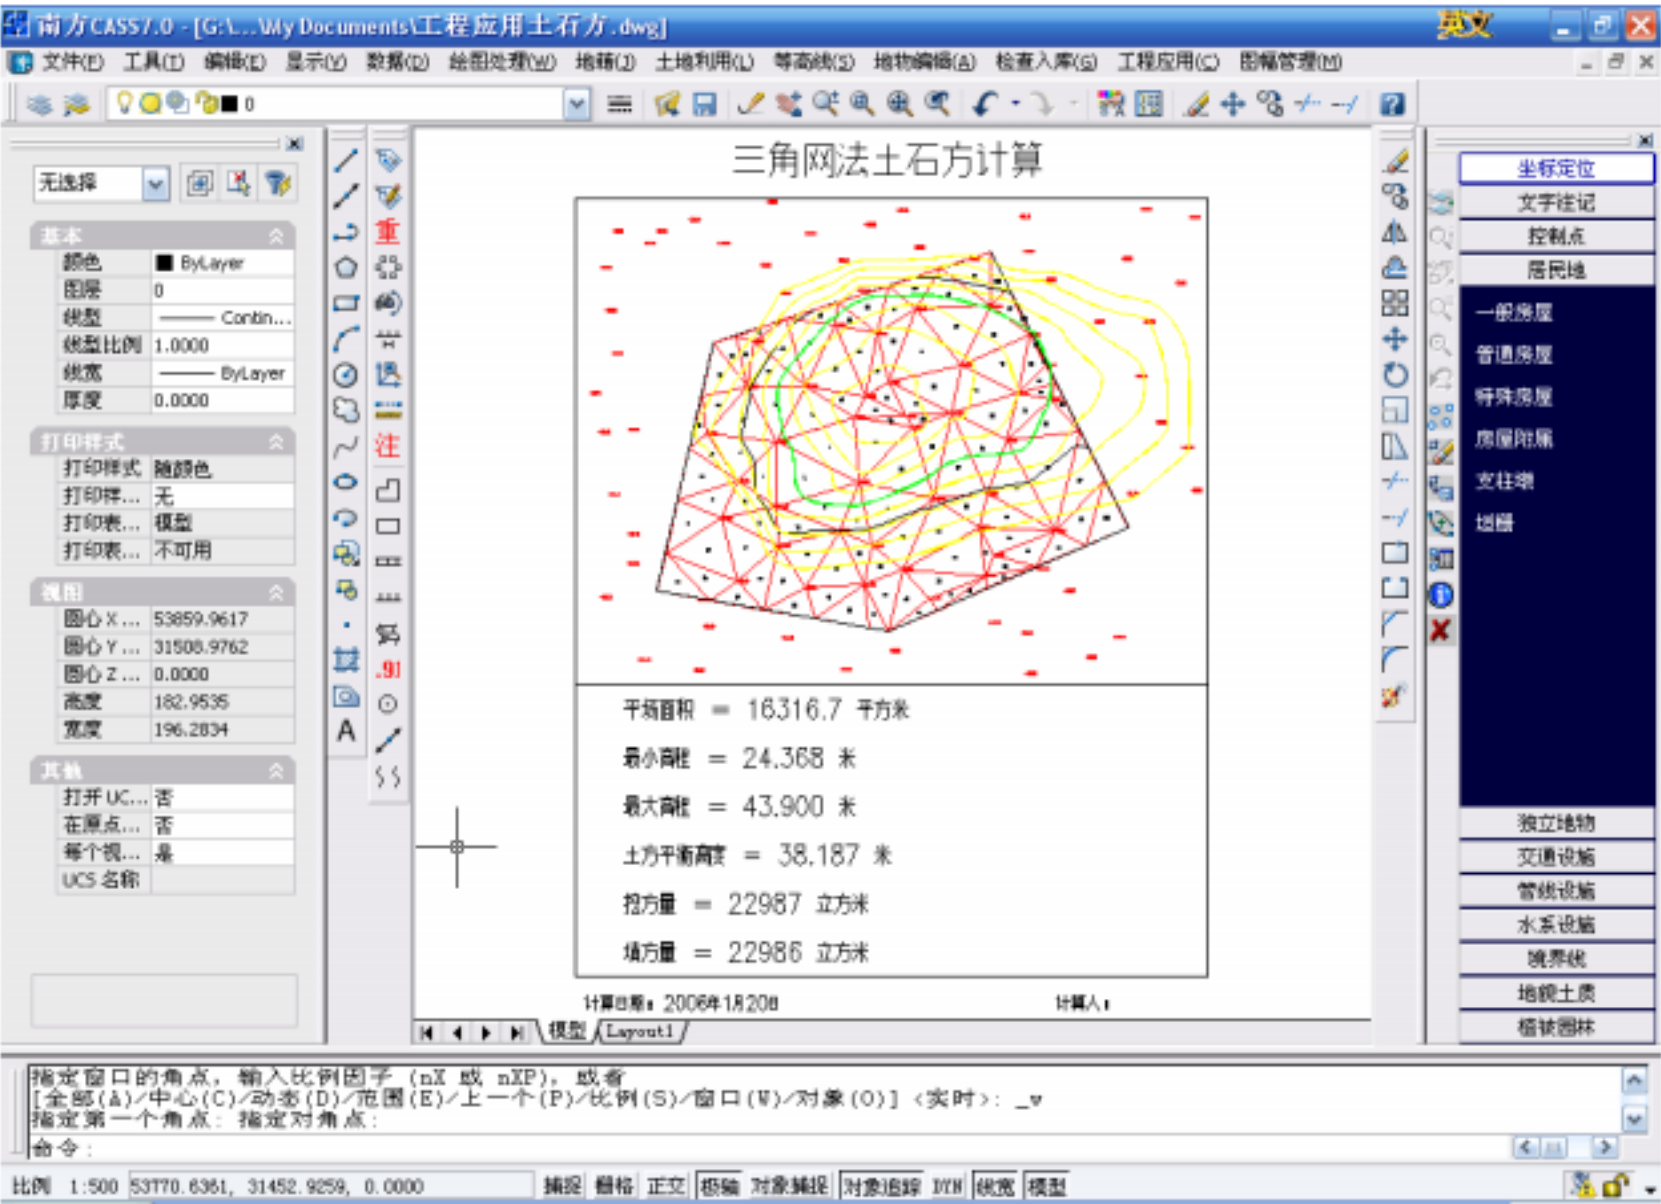 南方CASS7.0 - [G:\...\My Documents\工程应用土石方.dwg]
英文
文件(F) 工具(T) 编辑(E) 显示(V) 数据(D) 绘图处理(W) 地籍(J) 土地利用(L) 等高线(S) 地物编辑(A) 检查入库(G) 工程应用(C) 图幅管理(M)
0
无选择
基本
颜色 ByLayer
图层 0
线型 Contin...
线型比例 1.0000
线宽 ByLayer
厚度 0.0000
打印样式
打印样式 随颜色
打印样... 无
打印表... 模型
打印表... 不可用
视图
圆心 X ... 53859.9617
圆心 Y ... 31508.9762
圆心 Z ... 0.0000
高度 182.9535
宽度 196.2834
其他
打开 UC... 否
在原点... 否
每个视... 是
UCS 名称
A
重
注
.91
三角网法土石方计算
平场面积 = 16316.7 平方米
最小高程 = 24.368 米
最大高程 = 43.900 米
土方平衡高度 = 38.187 米
挖方量 = 22987 立方米
填方量 = 22986 立方米
计算日期：2006年1月20日 计算人：
模型 Layout1
坐标定位
文字注记
控制点
居民地
一般房屋
普通房屋
特殊房屋
房屋附属
支柱墩
垣栅
独立地物
交通设施
管线设施
水系设施
境界线
地貌土质
植被园林
指定窗口的角点，输入比例因子 (nX 或 nXP)，或者
[全部(A)/中心(C)/动态(D)/范围(E)/上一个(P)/比例(S)/窗口(W)/对象(O)] <实时>: _w
指定第一个角点: 指定对角点:
命令:
比例 1:500 53770.6361, 31452.9259, 0.0000 捕捉 栅格 正交 极轴 对象捕捉 对象追踪 DYN 线宽 模型